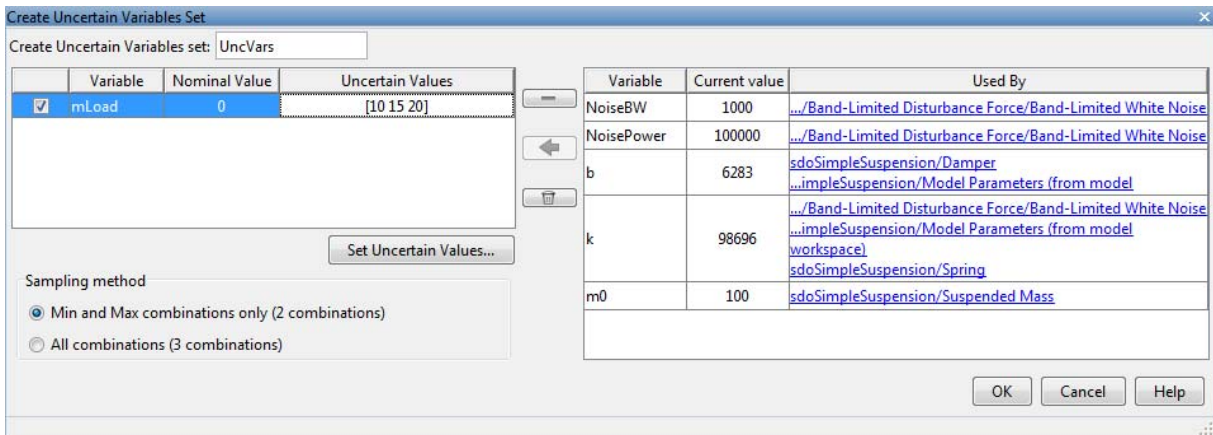 Create Uncertain Variables Set
Create Uncertain Variables set: UncVars
Variable Nominal Value Uncertain Values
mLoad 0 [10 15 20]
Set Uncertain Values...
Sampling method
Min and Max combinations only (2 combinations)
All combinations (3 combinations)
Variable Current value Used By
NoiseBW 1000 .../Band-Limited Disturbance Force/Band-Limited White Noise
NoisePower 100000 .../Band-Limited Disturbance Force/Band-Limited White Noise
b 6283 sdoSimpleSuspension/Damper
...impleSuspension/Model Parameters (from model
k 98696 .../Band-Limited Disturbance Force/Band-Limited White Noise
...impleSuspension/Model Parameters (from model
workspace)
sdoSimpleSuspension/Spring
m0 100 sdoSimpleSuspension/Suspended Mass
OK Cancel Help